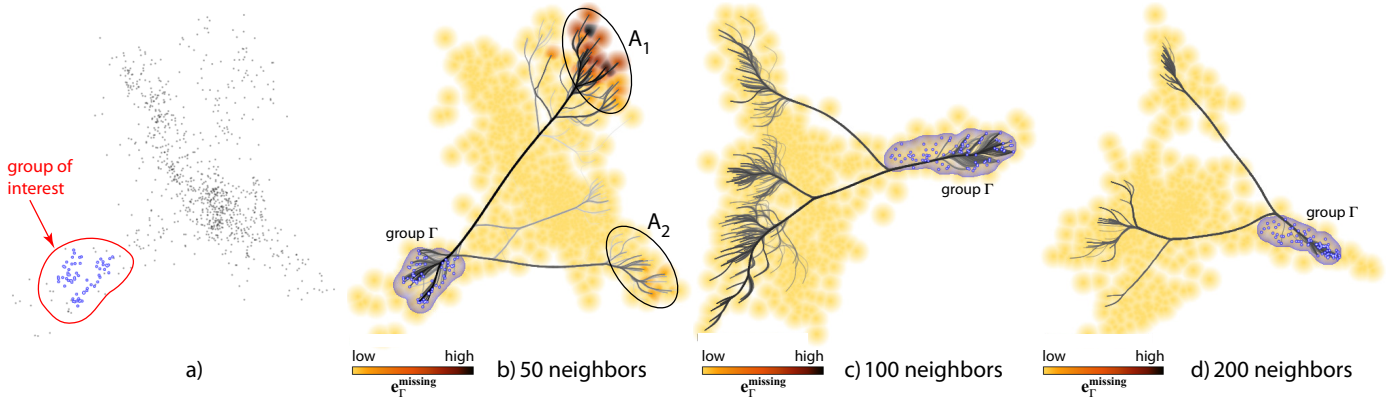 group of
interest
a)
A1
A2
group Γ
low high
e_Γ^missing
b) 50 neighbors
group Γ
low high
e_Γ^missing
c) 100 neighbors
group Γ
low high
e_Γ^missing
d) 200 neighbors